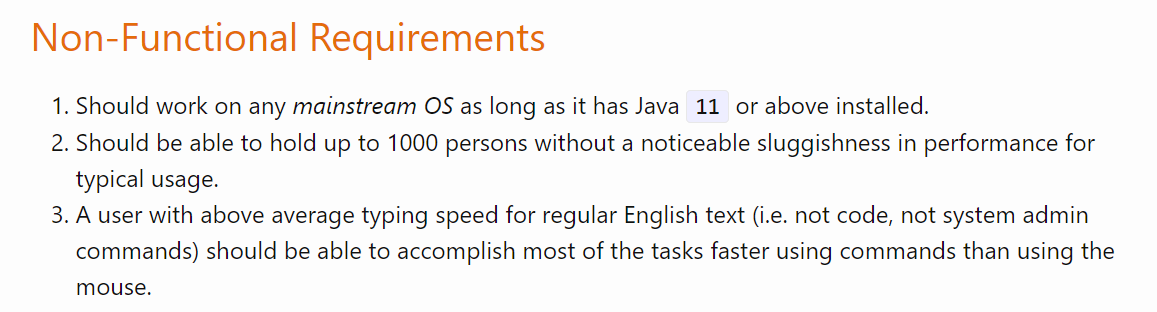 Non-Functional Requirements
1. Should work on any mainstream OS as long as it has Java 11 or above installed.
2. Should be able to hold up to 1000 persons without a noticeable sluggishness in performance for
typical usage.
3. A user with above average typing speed for regular English text (i.e. not code, not system admin
commands) should be able to accomplish most of the tasks faster using commands than using the
mouse.